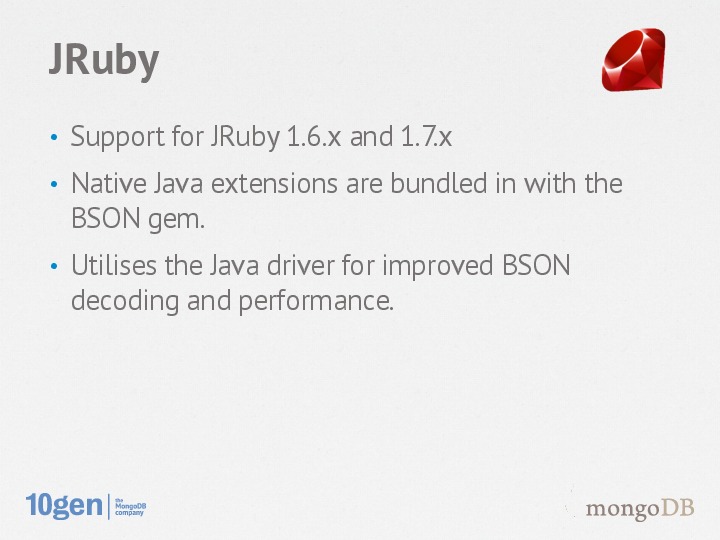 JRuby
• Support for JRuby 1.6.x and 1.7.x
• Native Java extensions are bundled in with the
BSON gem.
• Utilises the Java driver for improved BSON
decoding and performance.
10gen
the
MongoDB
company
mongoDB